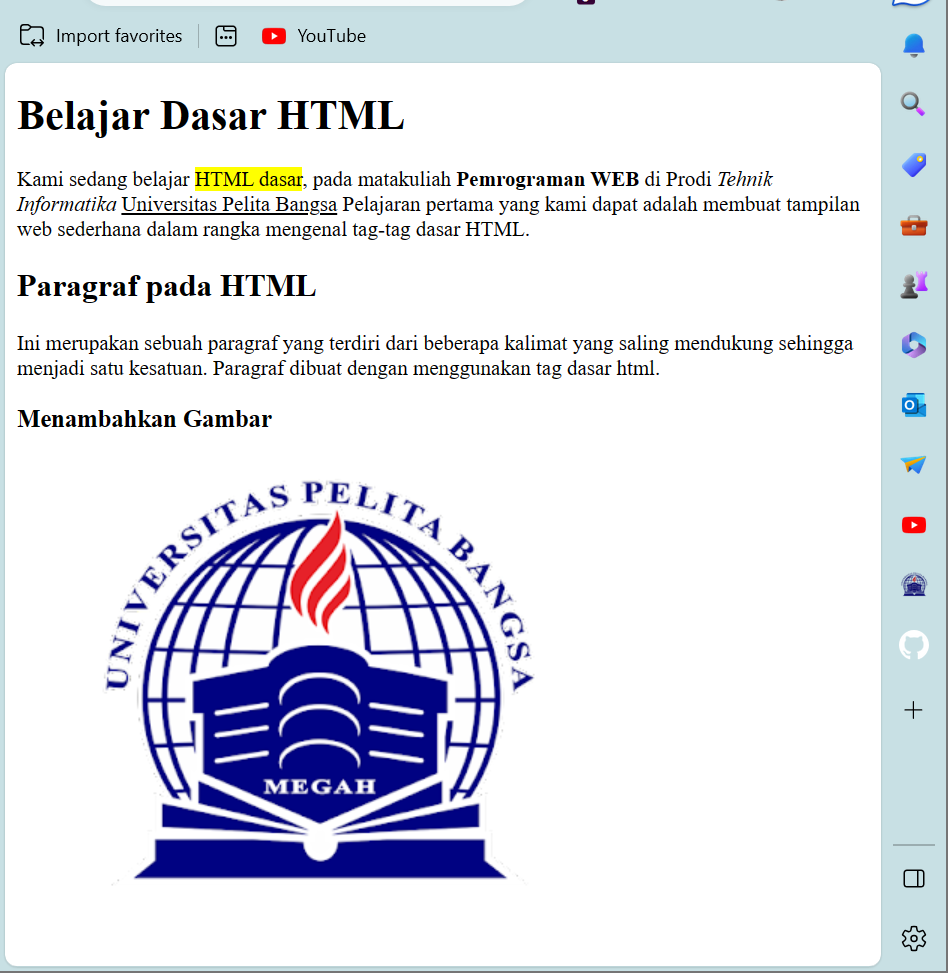 Import favorites
YouTube
Belajar Dasar HTML
Kami sedang belajar HTML dasar, pada matakuliah Pemrograman WEB di Prodi Tehnik
Informatika Universitas Pelita Bangsa Pelajaran pertama yang kami dapat adalah membuat tampilan
web sederhana dalam rangka mengenal tag-tag dasar HTML.
Paragraf pada HTML
Ini merupakan sebuah paragraf yang terdiri dari beberapa kalimat yang saling mendukung sehingga
menjadi satu kesatuan. Paragraf dibuat dengan menggunakan tag dasar html.
Menambahkan Gambar
UNIVERSITAS PELITA BANGSA
MEGAH